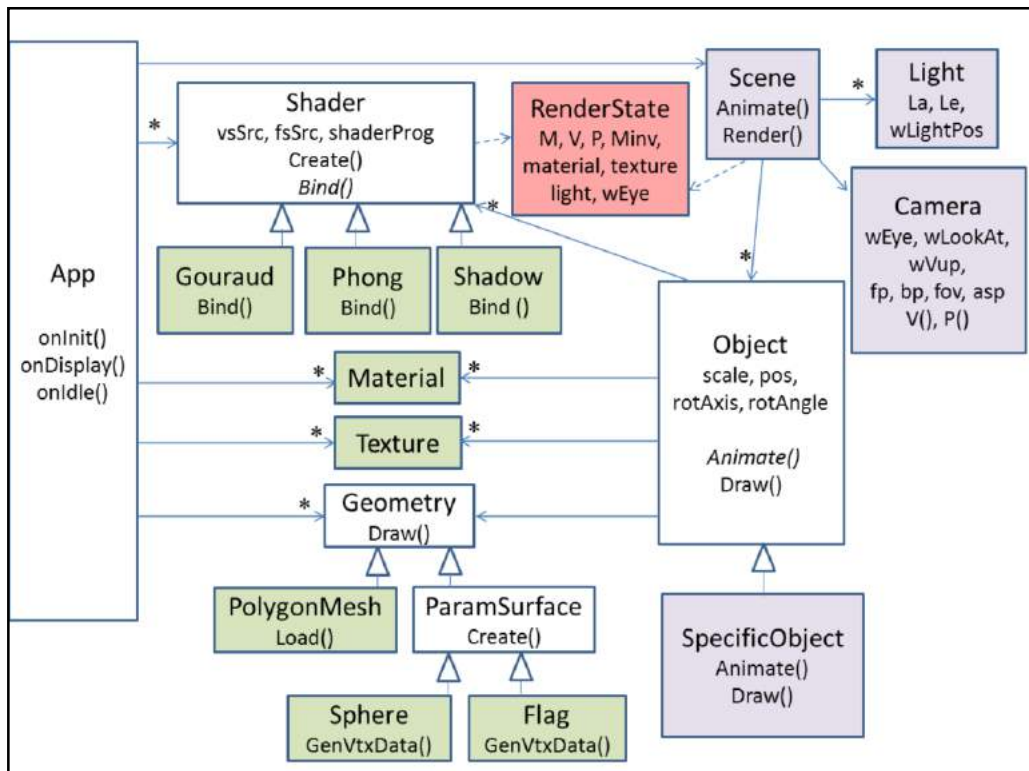 App
onInit()
onDisplay()
onIdle()
*
Shader
vsSrc, fsSrc, shaderProg
Create()
Bind()
*
Gouraud
Bind()
Phong
Bind()
Shadow
Bind ()
RenderState
M, V, P, Minv,
material, texture
light, wEye
Scene
Animate()
Render()
*
Light
La, Le,
wLightPos
Camera
wEye, wLookAt,
wVup,
fp, bp, fov, asp
V(), P()
*
Object
scale, pos,
rotAxis, rotAngle
Animate()
Draw()
*
Material
*
*
Texture
*
*
Geometry
Draw()
PolygonMesh
Load()
ParamSurface
Create()
Sphere
GenVtxData()
Flag
GenVtxData()
SpecificObject
Animate()
Draw()